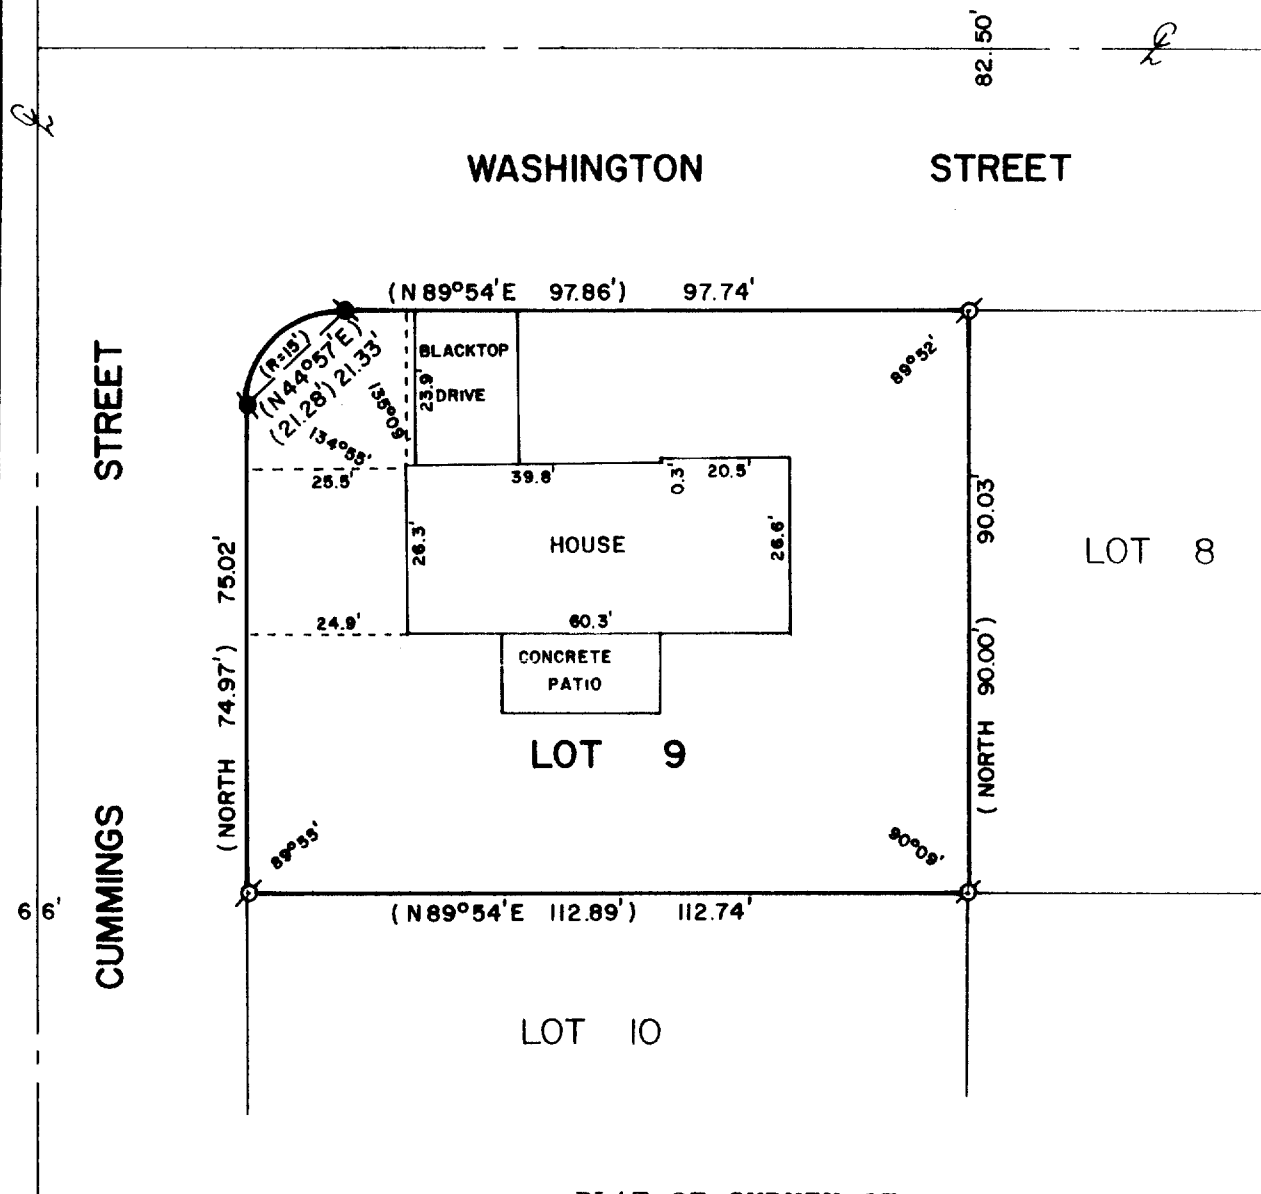 82.50'
WASHINGTON STREET
(N 89°54'E 97.86') 97.74'
(R=15')
(N 44°57'E)
(21.28') 21.33'
BLACKTOP
DRIVE
23.9'
135°09'
134°55'
89°52'
STREET
25.5'
39.8'
0.3'
20.5'
26.3'
HOUSE
26.6'
90.03'
LOT 8
75.02'
24.9'
60.3'
CONCRETE
PATIO
(NORTH 74.97')
(NORTH 90.00')
LOT 9
89°55'
90°09'
CUMMINGS
66'
(N 89°54'E 112.89') 112.74'
LOT 10